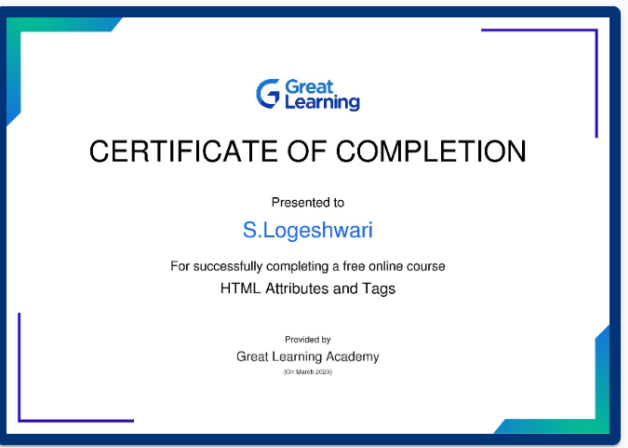 Great
Learning
CERTIFICATE OF COMPLETION
Presented to
S.Logeshwari
For successfully completing a free online course
HTML Attributes and Tags
Provided by
Great Learning Academy
(On March 2023)